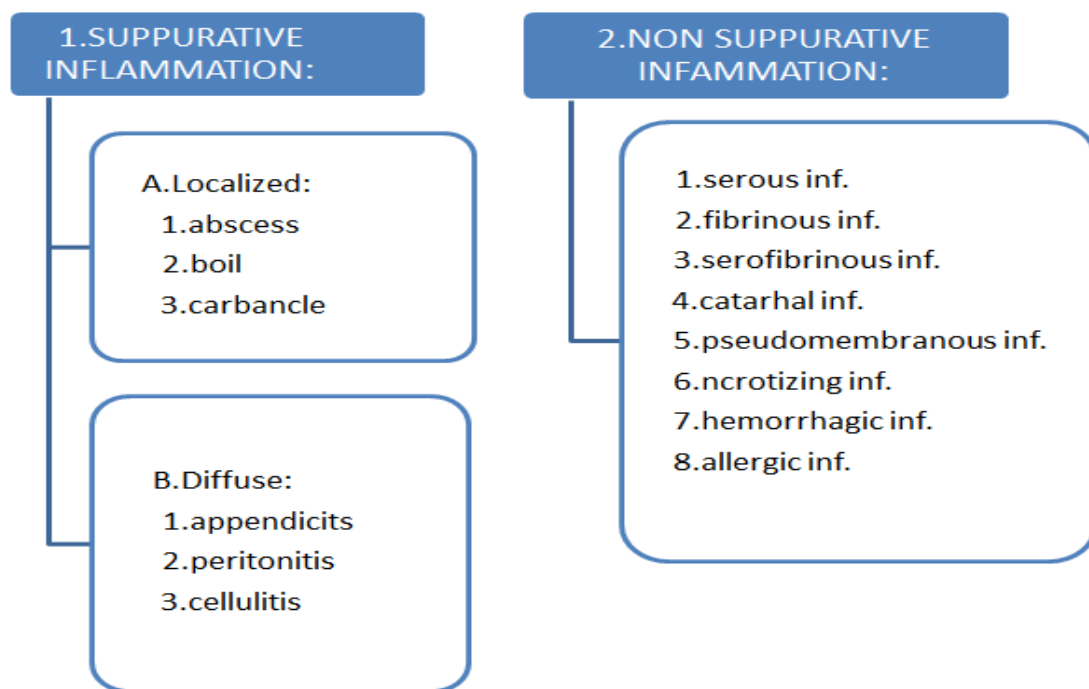 1.SUPPURATIVE
INFLAMMATION:
A.Localized:
1.abscess
2.boil
3.carbancle
B.Diffuse:
1.appendicits
2.peritonitis
3.cellulitis
2.NON SUPPURATIVE
INFAMMATION:
1.serous inf.
2.fibrinous inf.
3.serofibrinous inf.
4.catarhal inf.
5.pseudomembranous inf.
6.ncrotizing inf.
7.hemorrhagic inf.
8.allergic inf.